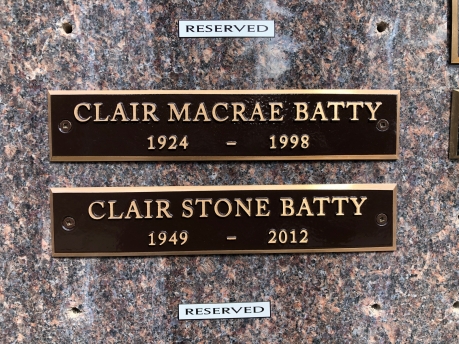 RESERVED
CLAIR MACRAE BATTY
1924 – 1998
CLAIR STONE BATTY
1949 – 2012
RESERVED